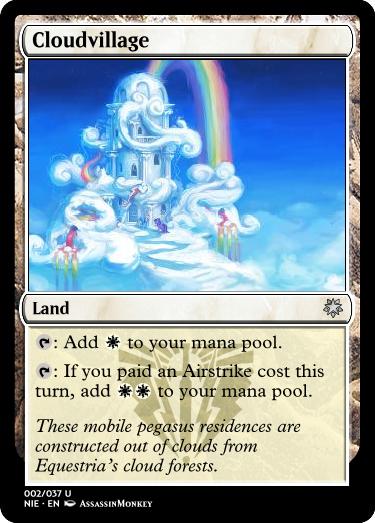 Cloudvillage
Land
: Add to your mana pool.
: If you paid an Airstrike cost this
turn, add to your mana pool.
These mobile pegasus residences are
constructed out of clouds from
Equestria's cloud forests.
002/037 U
NIE • EN AssassinMonkey